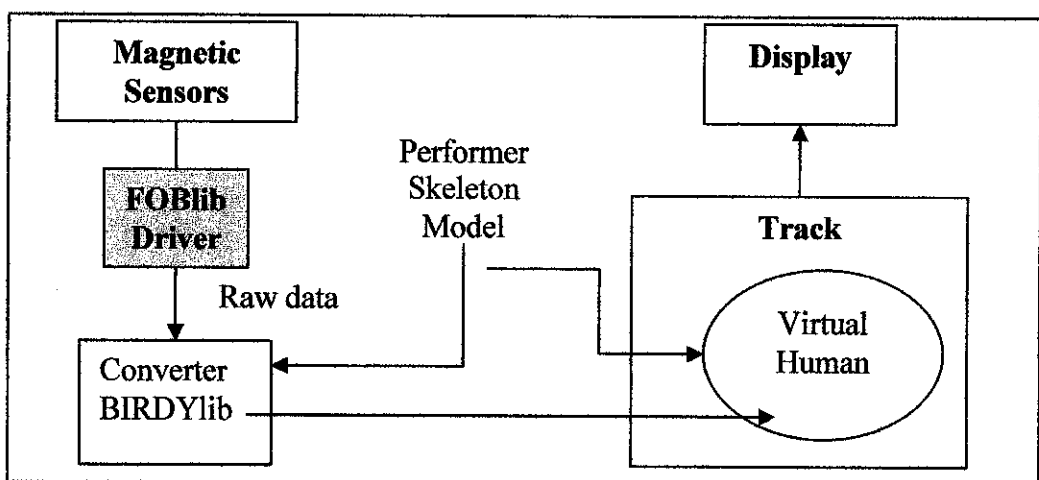 Magnetic
Sensors
Display
Performer
Skeleton
Model
FOBlib
Driver
Track
Raw data
Virtual
Human
Converter
BIRDYlib